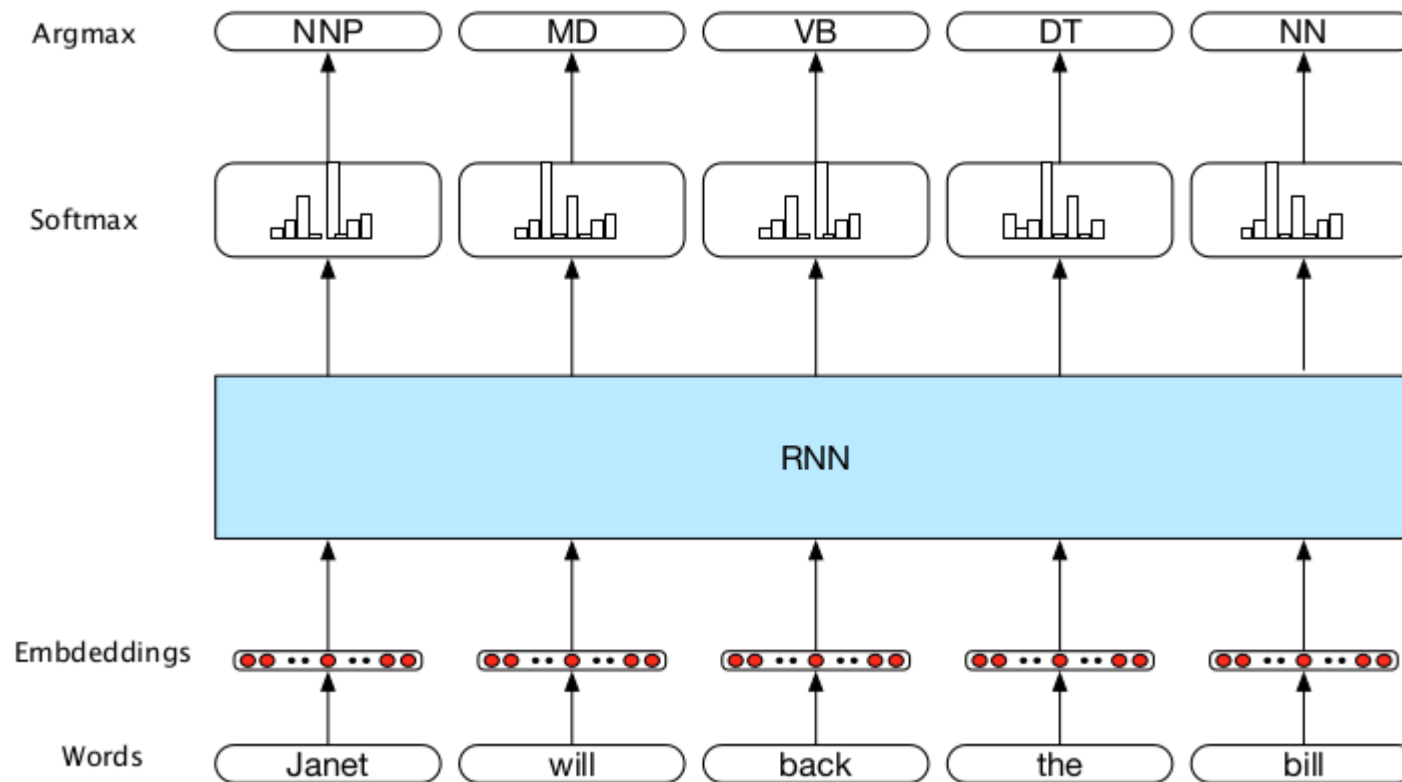 Argmax NNP MD VB DT NN
Softmax
RNN
Embdeddings
Words Janet will back the bill